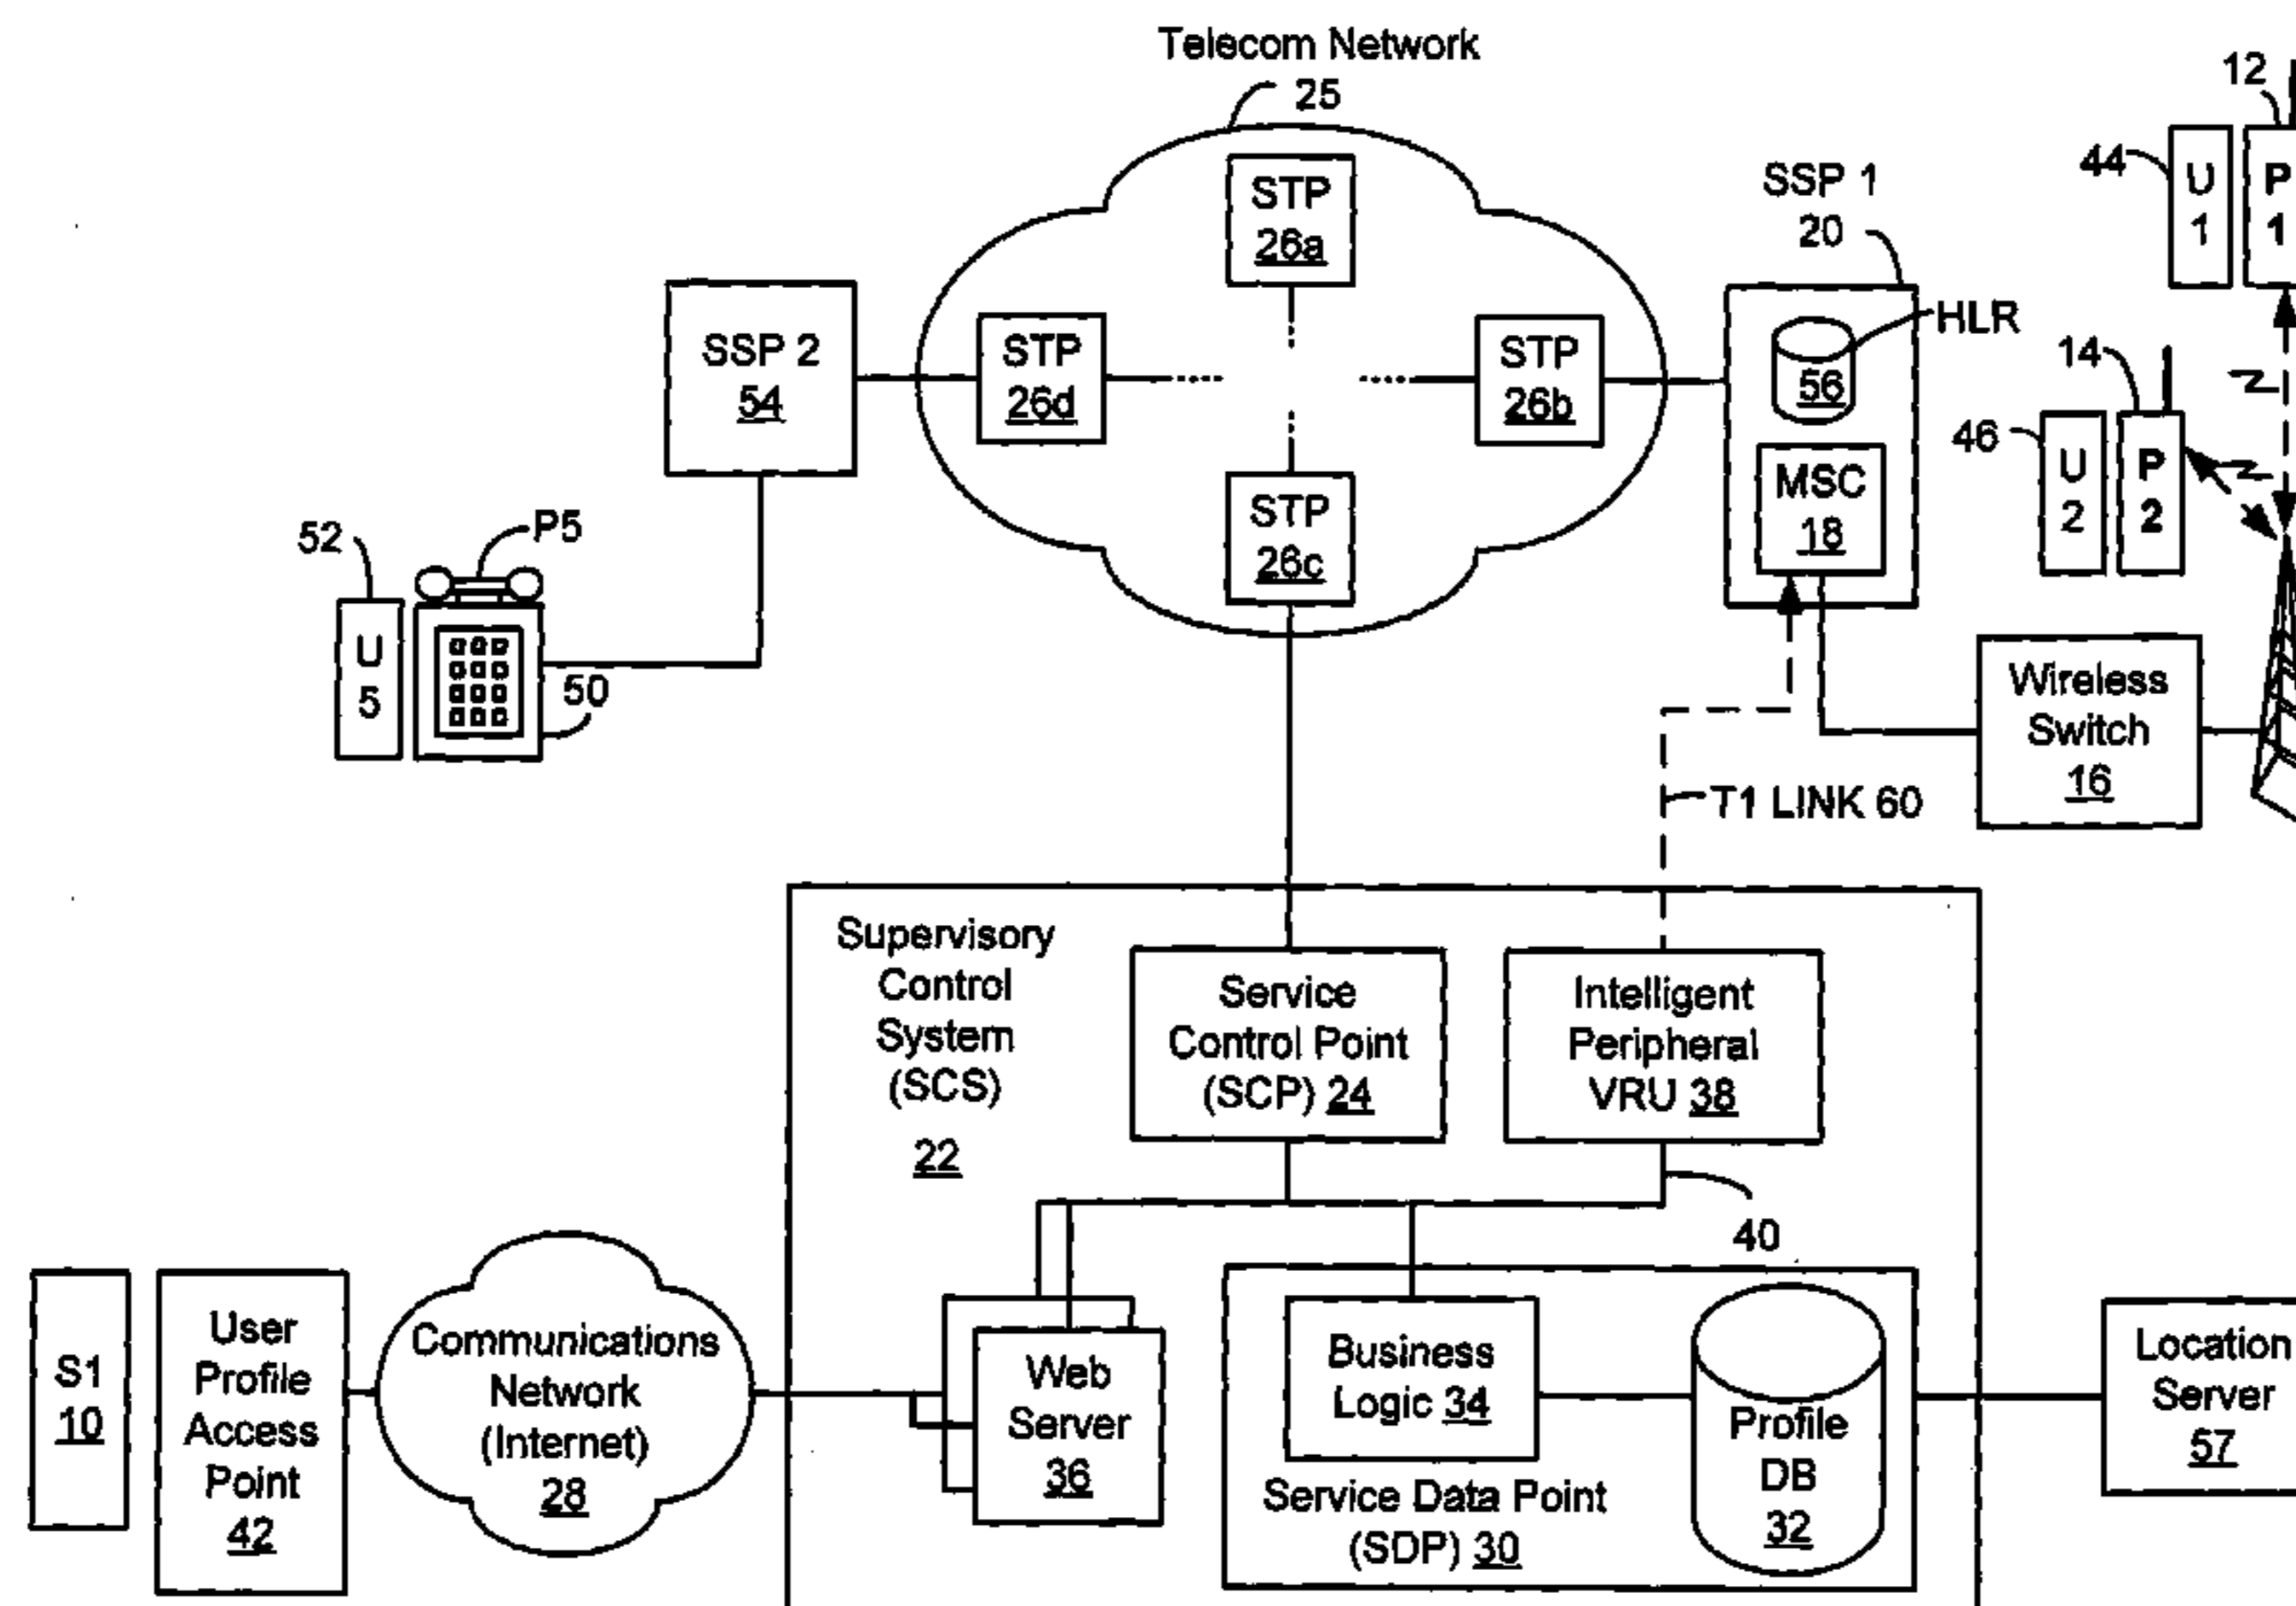 Telecom Network
25
STP
26a
STP
26d
STP
26b
STP
26c
SSP 2
54
SSP 1
20
HLR
56
MSC
18
12
44
U
1
P
1
14
46
U
2
P
2
52
P5
U
5
50
Wireless
Switch
16
T1 LINK 60
Supervisory
Control
System
(SCS)
22
Service
Control Point
(SCP) 24
Intelligent
Peripheral
VRU 38
40
S1
10
User
Profile
Access
Point
42
Communications
Network
(Internet)
28
Web
Server
36
Business
Logic 34
Service Data Point
(SDP) 30
Profile
DB
32
Location
Server
57